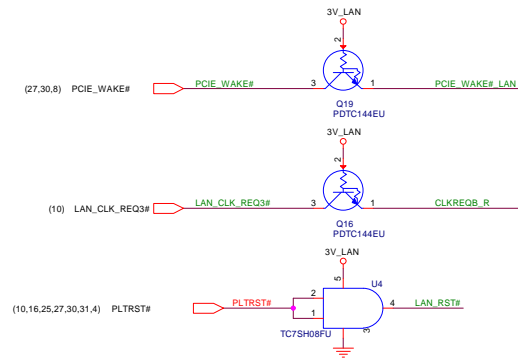 3V_LAN
2
(27,30,8) PCIE_WAKE# PCIE_WAKE# 3 1 PCIE_WAKE#_LAN
Q19
PDTC144EU
3V_LAN
2
(10) LAN_CLK_REQ3# LAN_CLK_REQ3# 3 1 CLKREQB_R
Q16
PDTC144EU
3V_LAN
5 U4
(10,16,25,27,30,31,4) PLTRST# PLTRST# 2 4 LAN_RST#
1
TC7SH08FU 3